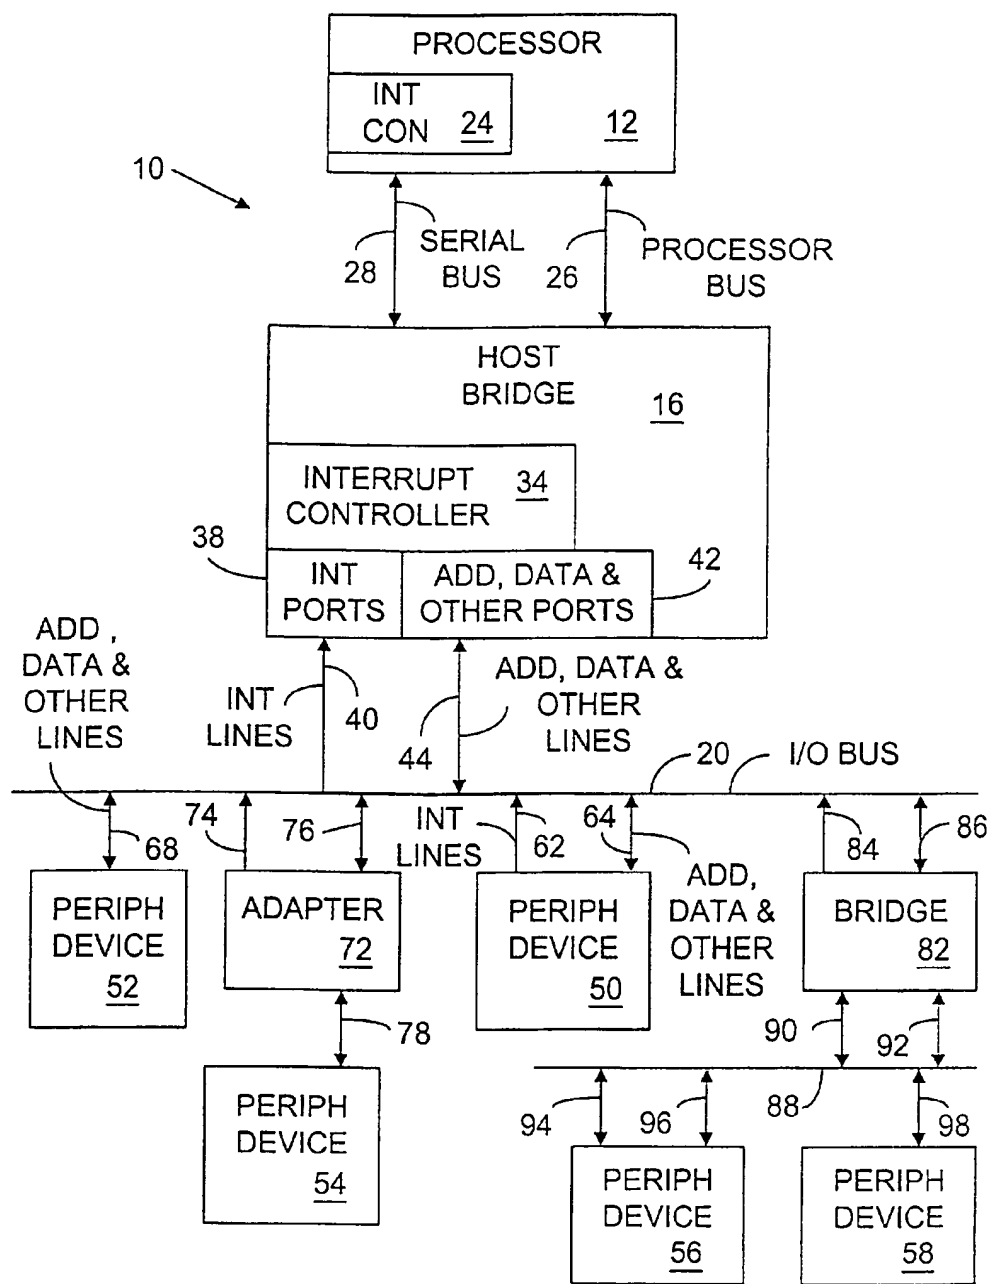 PROCESSOR
INT
CON
24
12
10
SERIAL
BUS
28
26
PROCESSOR
BUS
HOST
BRIDGE
16
INTERRUPT
CONTROLLER
34
38
INT
PORTS
ADD, DATA &
OTHER PORTS
42
ADD ,
DATA &
OTHER
LINES
INT
LINES
40
44
ADD, DATA &
OTHER
LINES
20
I/O BUS
68
74
76
INT
LINES
62
64
ADD,
DATA &
OTHER
LINES
84
86
PERIPH
DEVICE
52
ADAPTER
72
PERIPH
DEVICE
50
BRIDGE
82
78
90
92
88
PERIPH
DEVICE
54
94
96
98
PERIPH
DEVICE
56
PERIPH
DEVICE
58